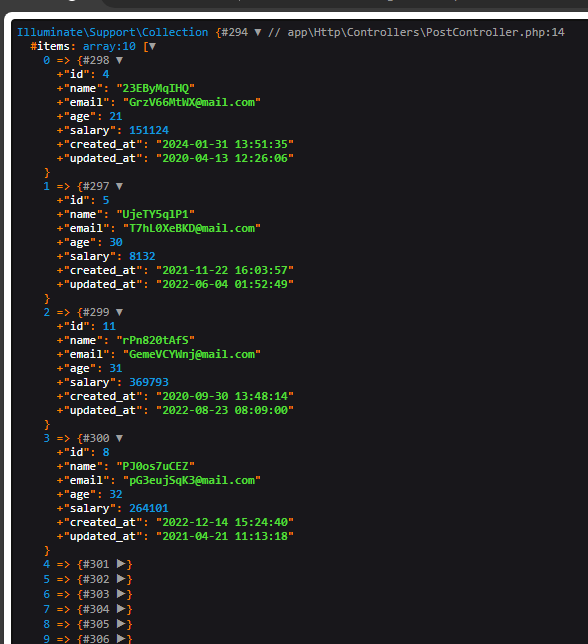 Illuminate\Support\Collection {#294 ▼ // app\Http\Controllers\PostController.php:14
#items: array:10 [▼
0 => {#298 ▼
+"id": 4
+"name": "23EByMqIHQ"
+"email": "GrzV66MtWX@mail.com"
+"age": 21
+"salary": 151124
+"created_at": "2024-01-31 13:51:35"
+"updated_at": "2020-04-13 12:26:06"
}
1 => {#297 ▼
+"id": 5
+"name": "UjeTY5qlP1"
+"email": "T7hL0XeBKD@mail.com"
+"age": 30
+"salary": 8132
+"created_at": "2021-11-22 16:03:57"
+"updated_at": "2022-06-04 01:52:49"
}
2 => {#299 ▼
+"id": 11
+"name": "rPn820tAfS"
+"email": "GemeVCYWnj@mail.com"
+"age": 31
+"salary": 369793
+"created_at": "2020-09-30 13:48:14"
+"updated_at": "2022-08-23 08:09:00"
}
3 => {#300 ▼
+"id": 8
+"name": "PJ0os7uCEZ"
+"email": "pG3eujSqK3@mail.com"
+"age": 32
+"salary": 264101
+"created_at": "2022-12-14 15:24:40"
+"updated_at": "2021-04-21 11:13:18"
}
4 => {#301 ▶}
5 => {#302 ▶}
6 => {#303 ▶}
7 => {#304 ▶}
8 => {#305 ▶}
9 => {#306 ▶}